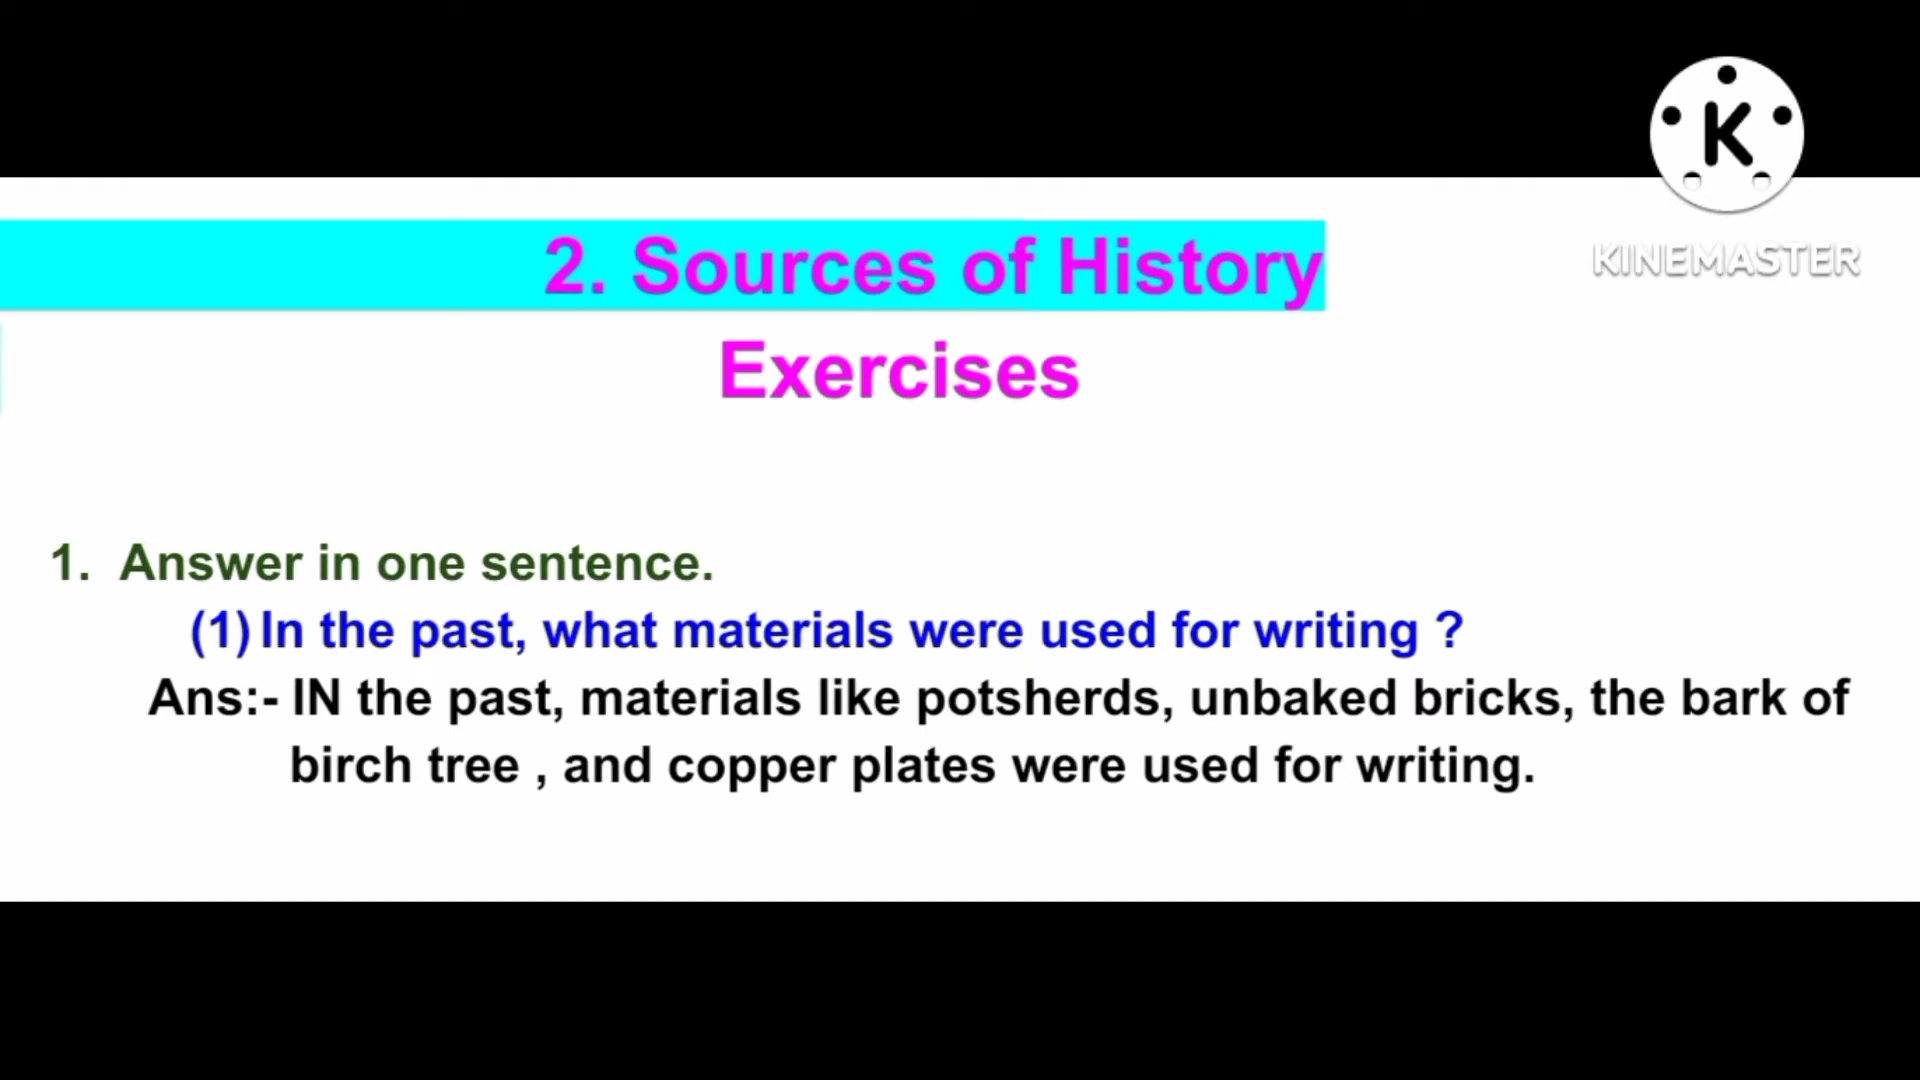 K
KINEMASTER
2. Sources of History
Exercises
1. Answer in one sentence.
(1) In the past, what materials were used for writing ?
Ans:- IN the past, materials like potsherds, unbaked bricks, the bark of
birch tree , and copper plates were used for writing.